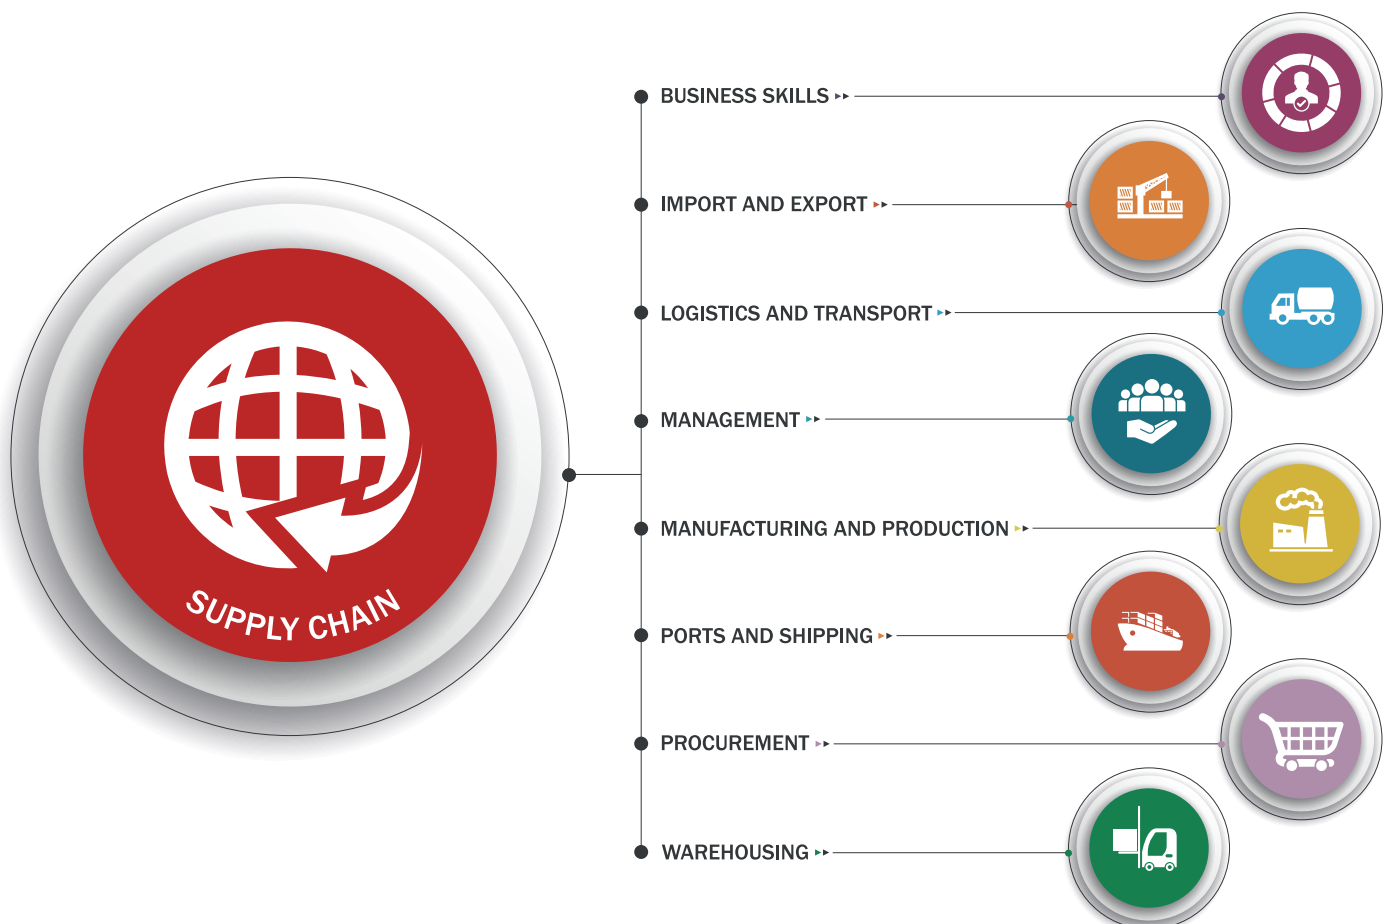 SUPPLY CHAIN
BUSINESS SKILLS
IMPORT AND EXPORT
LOGISTICS AND TRANSPORT
MANAGEMENT
MANUFACTURING AND PRODUCTION
PORTS AND SHIPPING
PROCUREMENT
WAREHOUSING